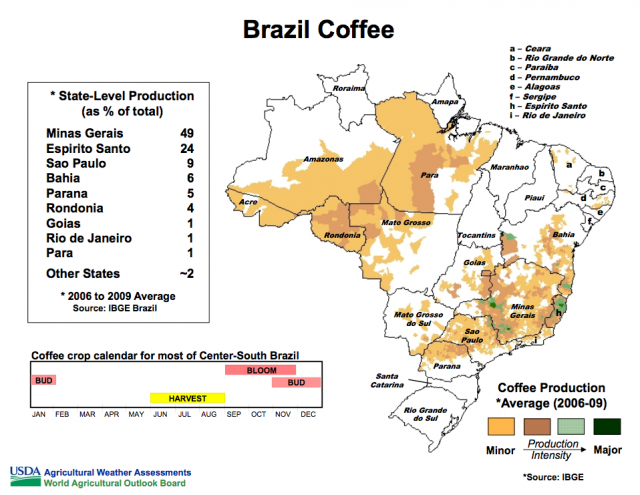 Brazil Coffee
* State-Level Production
(as % of total)
Minas Gerais 49
Espirito Santo 24
Sao Paulo 9
Bahia 6
Parana 5
Rondonia 4
Goias 1
Rio de Janeiro 1
Para 1
Other States ~2
* 2006 to 2009 Average
Source: IBGE Brazil
a – Ceara
b – Rio Grande do Norte
c – Paraiba
d – Pernambuco
e – Alagoas
f – Sergipe
h – Espirito Santo
i – Rio de Janeiro
Roraima
Amapa
Amazonas
Para
Maranhao
a
b
c
d
e
f
Piaui
Acre
Rondonia
Mato Grosso
Tocantins
Bahia
Goias
Minas
Gerais
h
Mato Grosso
do Sul
Sao
Paulo
i
Parana
Santa
Catarina
Rio Grande
do Sul
Coffee crop calendar for most of Center-South Brazil
BLOOM
BUD BUD
HARVEST
JAN FEB MAR APR MAY JUN JUL AUG SEP OCT NOV DEC
Coffee Production
*Average (2006-09)
Minor Production Intensity Major
*Source: IBGE
USDA Agricultural Weather Assessments
World Agricultural Outlook Board